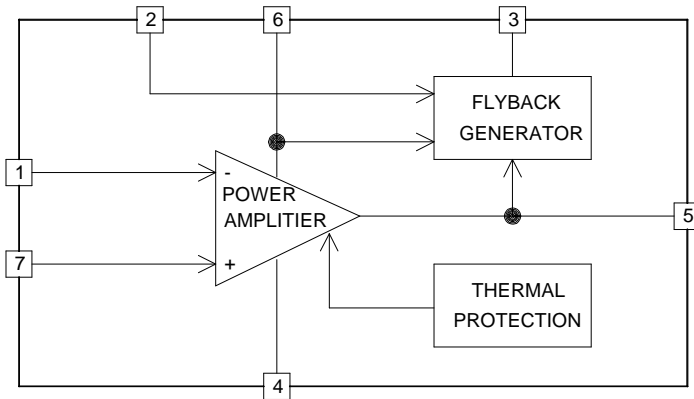 2
6
3
FLYBACK
GENERATOR
1
-
POWER
AMPLITIER
5
7
+
THERMAL
PROTECTION
4